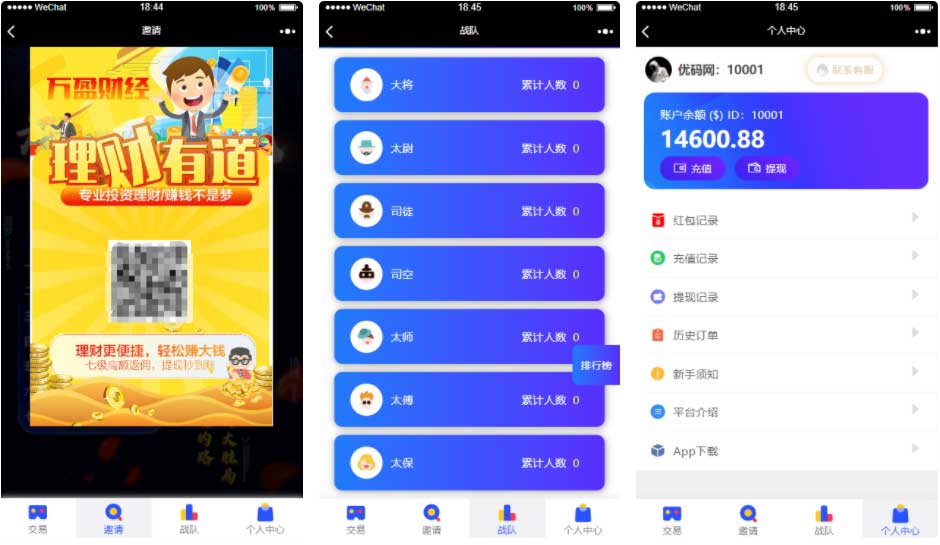 WeChat
18:44
100%
邀请
万盈财经
理财有道
专业投资理财/赚钱不是梦
理财更便捷，轻松赚大钱
七级高额返佣，提现秒到账
大胜局
的路
交易
邀请
战队
个人中心
WeChat
18:45
100%
战队
大将
累计人数 0
太尉
累计人数 0
司徒
累计人数 0
司空
累计人数 0
太师
累计人数 0
排行榜
太傅
累计人数 0
太保
累计人数 0
交易
邀请
战队
个人中心
WeChat
18:45
100%
个人中心
优码网：10001
联系客服
账户余额 ($) ID：10001
14600.88
充值
提现
红包记录
充值记录
提现记录
历史订单
新手须知
平台介绍
App下载
交易
邀请
战队
个人中心